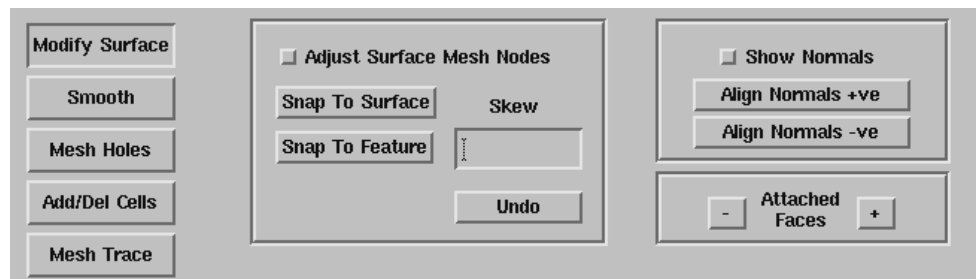 Modify Surface
Smooth
Mesh Holes
Add/Del Cells
Mesh Trace
Adjust Surface Mesh Nodes
Snap To Surface
Skew
Snap To Feature
Undo
Show Normals
Align Normals +ve
Align Normals -ve
- Attached +
Faces